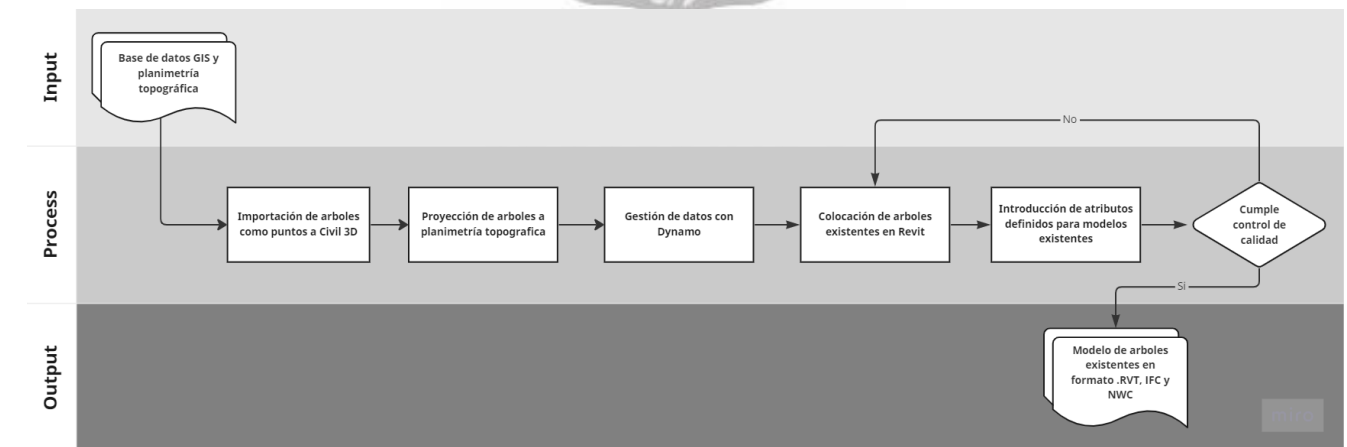 Input
Base de datos GIS y
planimetría
topográfica
No
Process
Importación de arboles
como puntos a Civil 3D
Proyección de arboles a
planimetría topografica
Gestión de datos con
Dynamo
Colocación de arboles
existentes en Revit
Introducción de atributos
definidos para modelos
existentes
Cumple
control de
calidad
Si
Output
Modelo de arboles
existentes en
formato .RVT, IFC y
NWC
miro